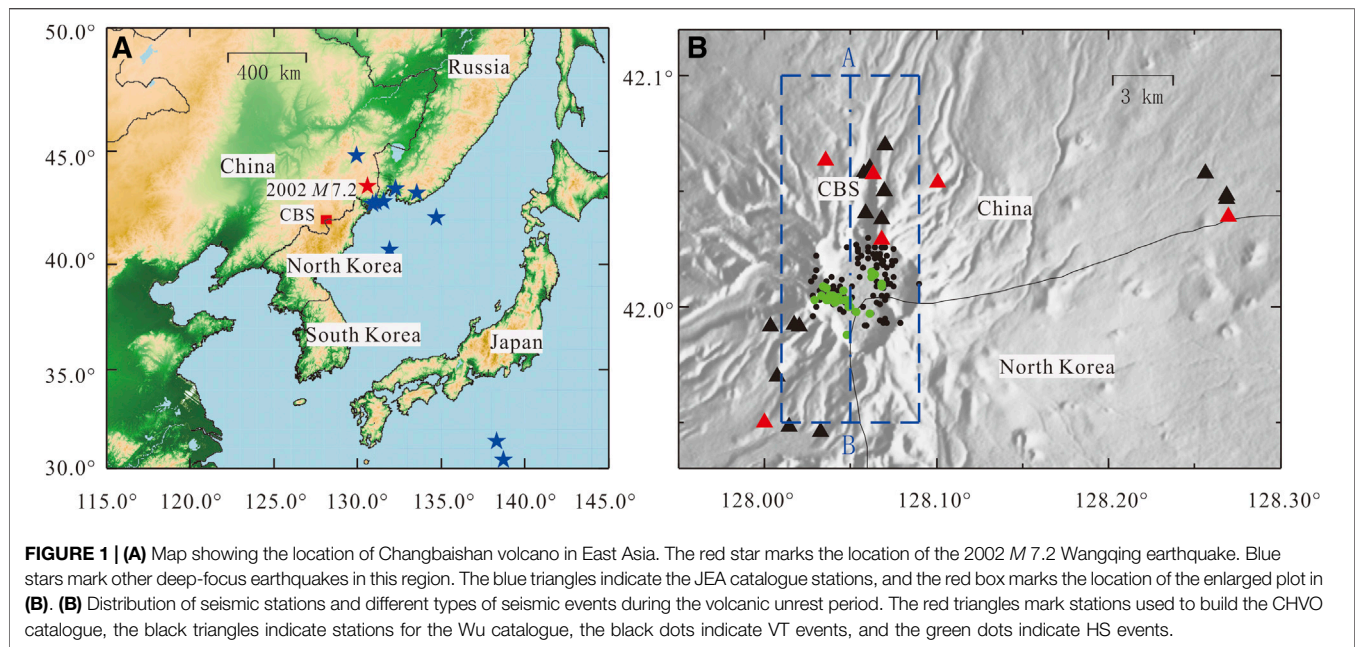 50.0°
45.0°
40.0°
35.0°
30.0°
115.0° 120.0° 125.0° 130.0° 135.0° 140.0° 145.0°
A
400 km
Russia
China
2002 M 7.2
CBS
North Korea
South Korea
Japan
B
42.1°
42.0°
128.00° 128.10° 128.20° 128.30°
A
3 km
CBS
China
North Korea
B
FIGURE 1 | (A) Map showing the location of Changbaishan volcano in East Asia. The red star marks the location of the 2002 M 7.2 Wangqing earthquake. Blue
stars mark other deep-focus earthquakes in this region. The blue triangles indicate the JEA catalogue stations, and the red box marks the location of the enlarged plot in
(B). (B) Distribution of seismic stations and different types of seismic events during the volcanic unrest period. The red triangles mark stations used to build the CHVO
catalogue, the black triangles indicate stations for the Wu catalogue, the black dots indicate VT events, and the green dots indicate HS events.